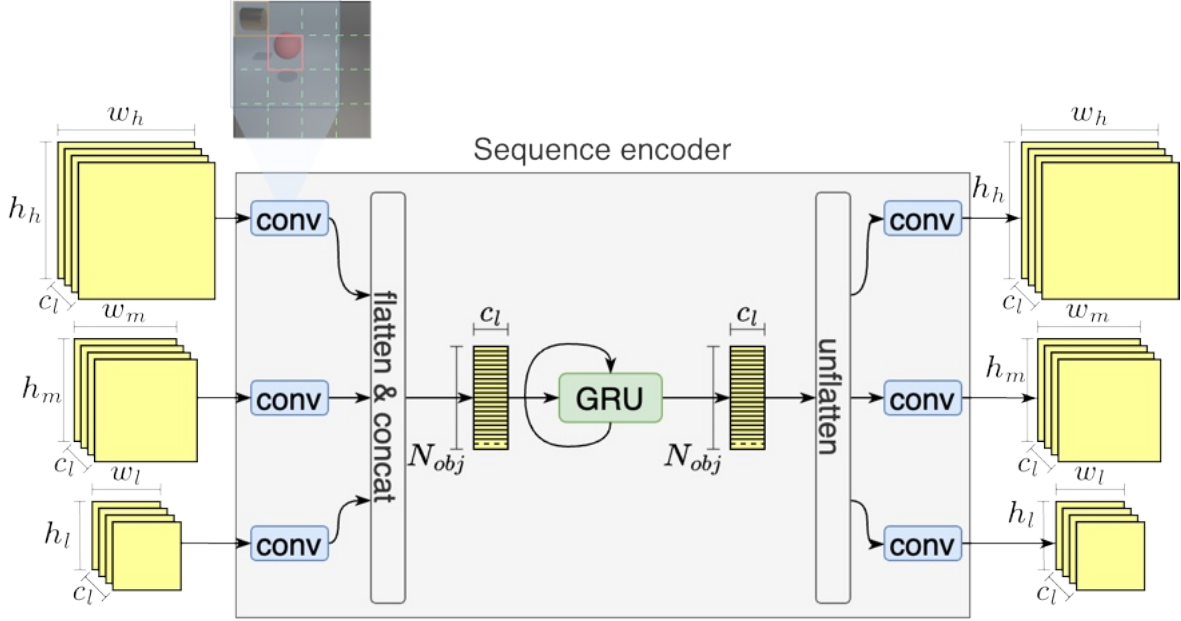 Sequence encoder
w_h
h_h
c_l
w_m
h_m
c_l
w_l
h_l
c_l
conv
conv
conv
flatten & concat
c_l
N_obj
GRU
c_l
N_obj
unflatten
conv
conv
conv
w_h
h_h
c_l
w_m
h_m
c_l
w_l
h_l
c_l